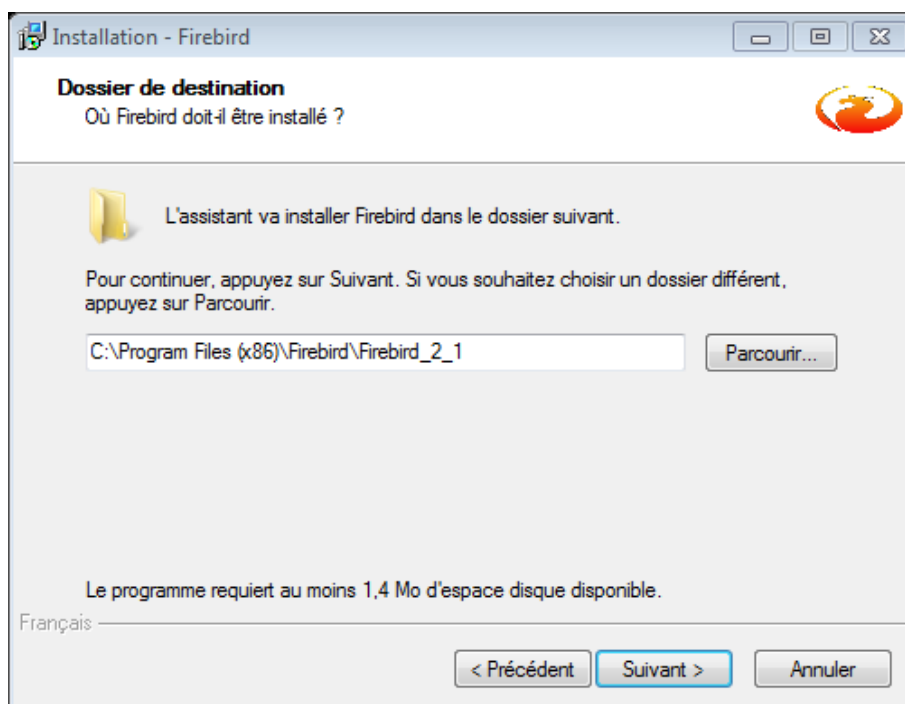 Installation - Firebird
Dossier de destination
Où Firebird doit-il être installé ?
L'assistant va installer Firebird dans le dossier suivant.
Pour continuer, appuyez sur Suivant. Si vous souhaitez choisir un dossier différent,
appuyez sur Parcourir.
C:\Program Files (x86)\Firebird\Firebird_2_1
Parcourir...
Le programme requiert au moins 1,4 Mo d'espace disque disponible.
Français
< Précédent
Suivant >
Annuler